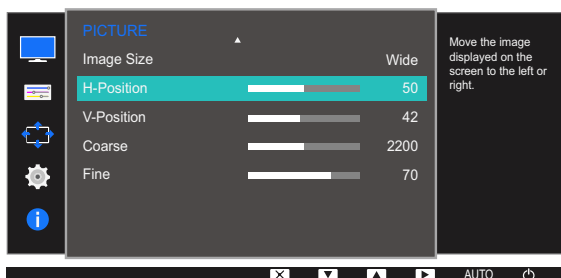 PICTURE
Image Size Wide
H-Position 50
V-Position 42
Coarse 2200
Fine 70
Move the image
displayed on the
screen to the left or
right.
AUTO